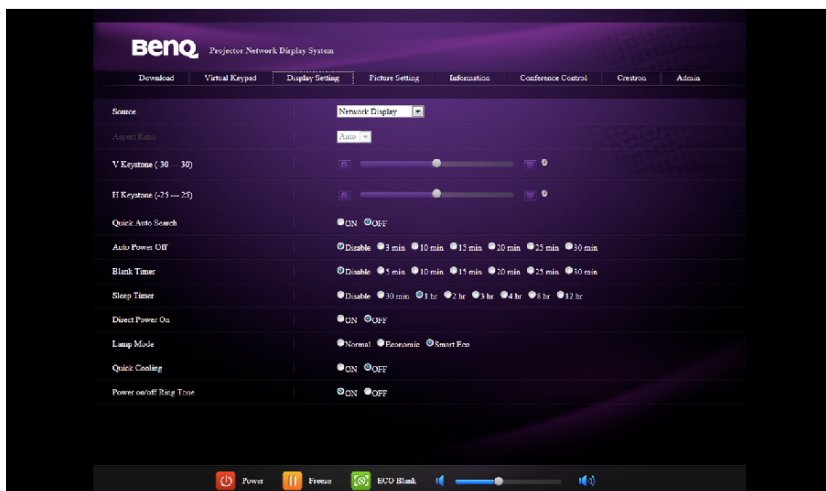 BenQ Projector Network Display System
Download Virtual Keypad Display Setting Picture Setting Information Conference Control Crestron Admin
Source Network Display
Aspect Ratio Auto
V Keystone ( 30 --- 30) 0
H Keystone (-25 --- 25) 0
Quick Auto Search ON OFF
Auto Power Off Disable 3 min 10 min 15 min 20 min 25 min 30 min
Blank Timer Disable 5 min 10 min 15 min 20 min 25 min 30 min
Sleep Timer Disable 30 min 1 hr 2 hr 3 hr 4 hr 8 hr 12 hr
Direct Power On ON OFF
Lamp Mode Normal Economic Smart Eco
Quick Cooling ON OFF
Power on/off Ring Tone ON OFF
Power Freeze ECO Blank